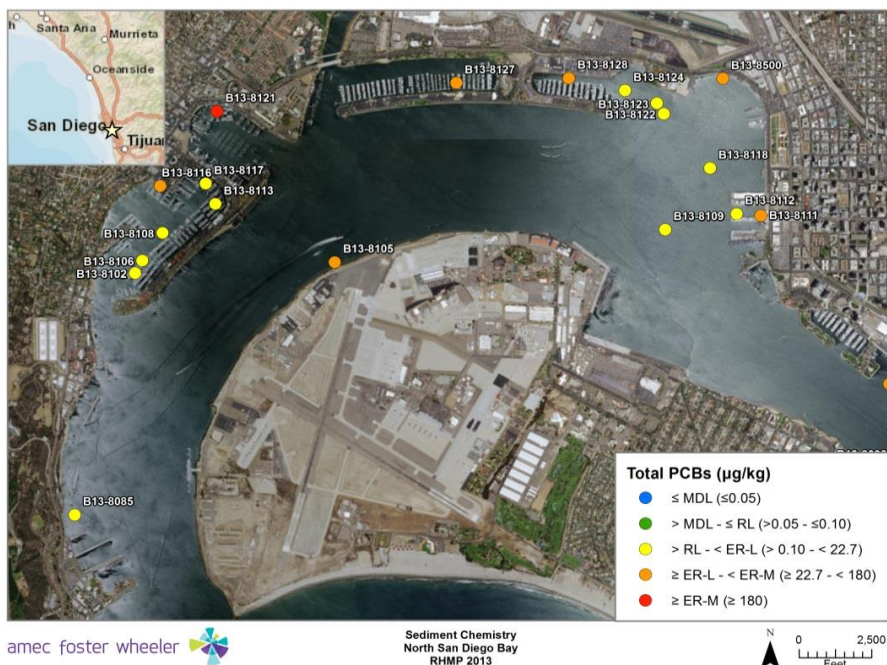 Santa Ana
Murrieta
Oceanside
San Diego
B13-8121
B13-8127
B13-8128
B13-8124
B13-8500
B13-8123
B13-8122
B13-8116
B13-8117
B13-8113
B13-8118
B13-8108
B13-8112
B13-8111
B13-8109
B13-8106
B13-8102
B13-8105
B13-8085
Total PCBs (µg/kg)
≤ MDL (≤0.05)
> MDL - ≤ RL (>0.05 - ≤0.10)
> RL - < ER-L (> 0.10 - < 22.7)
≥ ER-L - < ER-M (≥ 22.7 - < 180)
≥ ER-M (≥ 180)
amec foster wheeler
Sediment Chemistry
North San Diego Bay
RHMP 2013
N
0 2,500
Feet